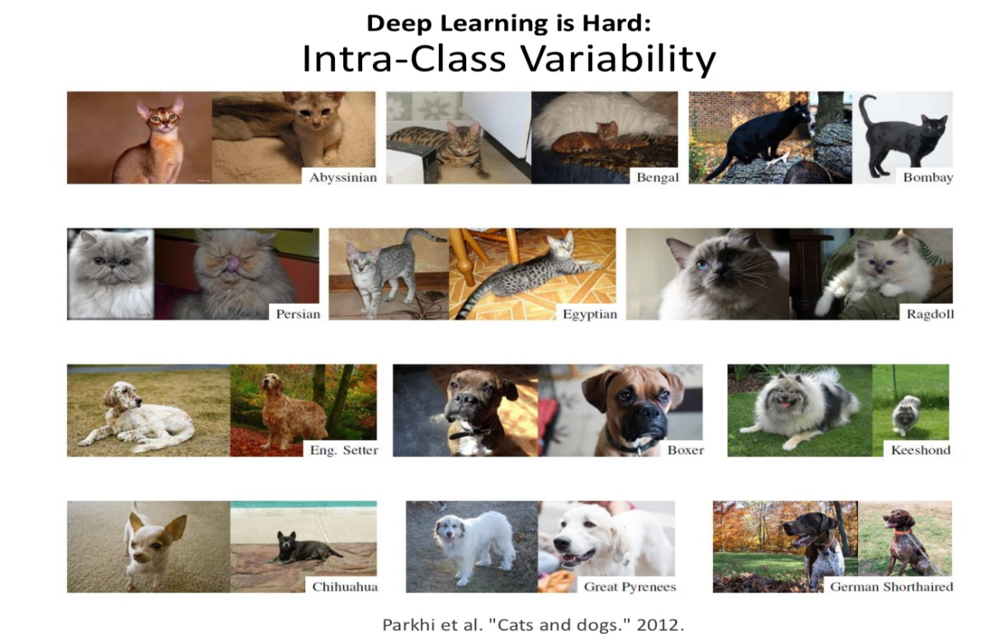 Deep Learning is Hard:
Intra-Class Variability
Abyssinian
Bengal
Bombay
Persian
Egyptian
Ragdoll
Eng. Setter
Boxer
Keeshond
Chihuahua
Great Pyrenees
German Shorthaired
Parkhi et al. "Cats and dogs." 2012.